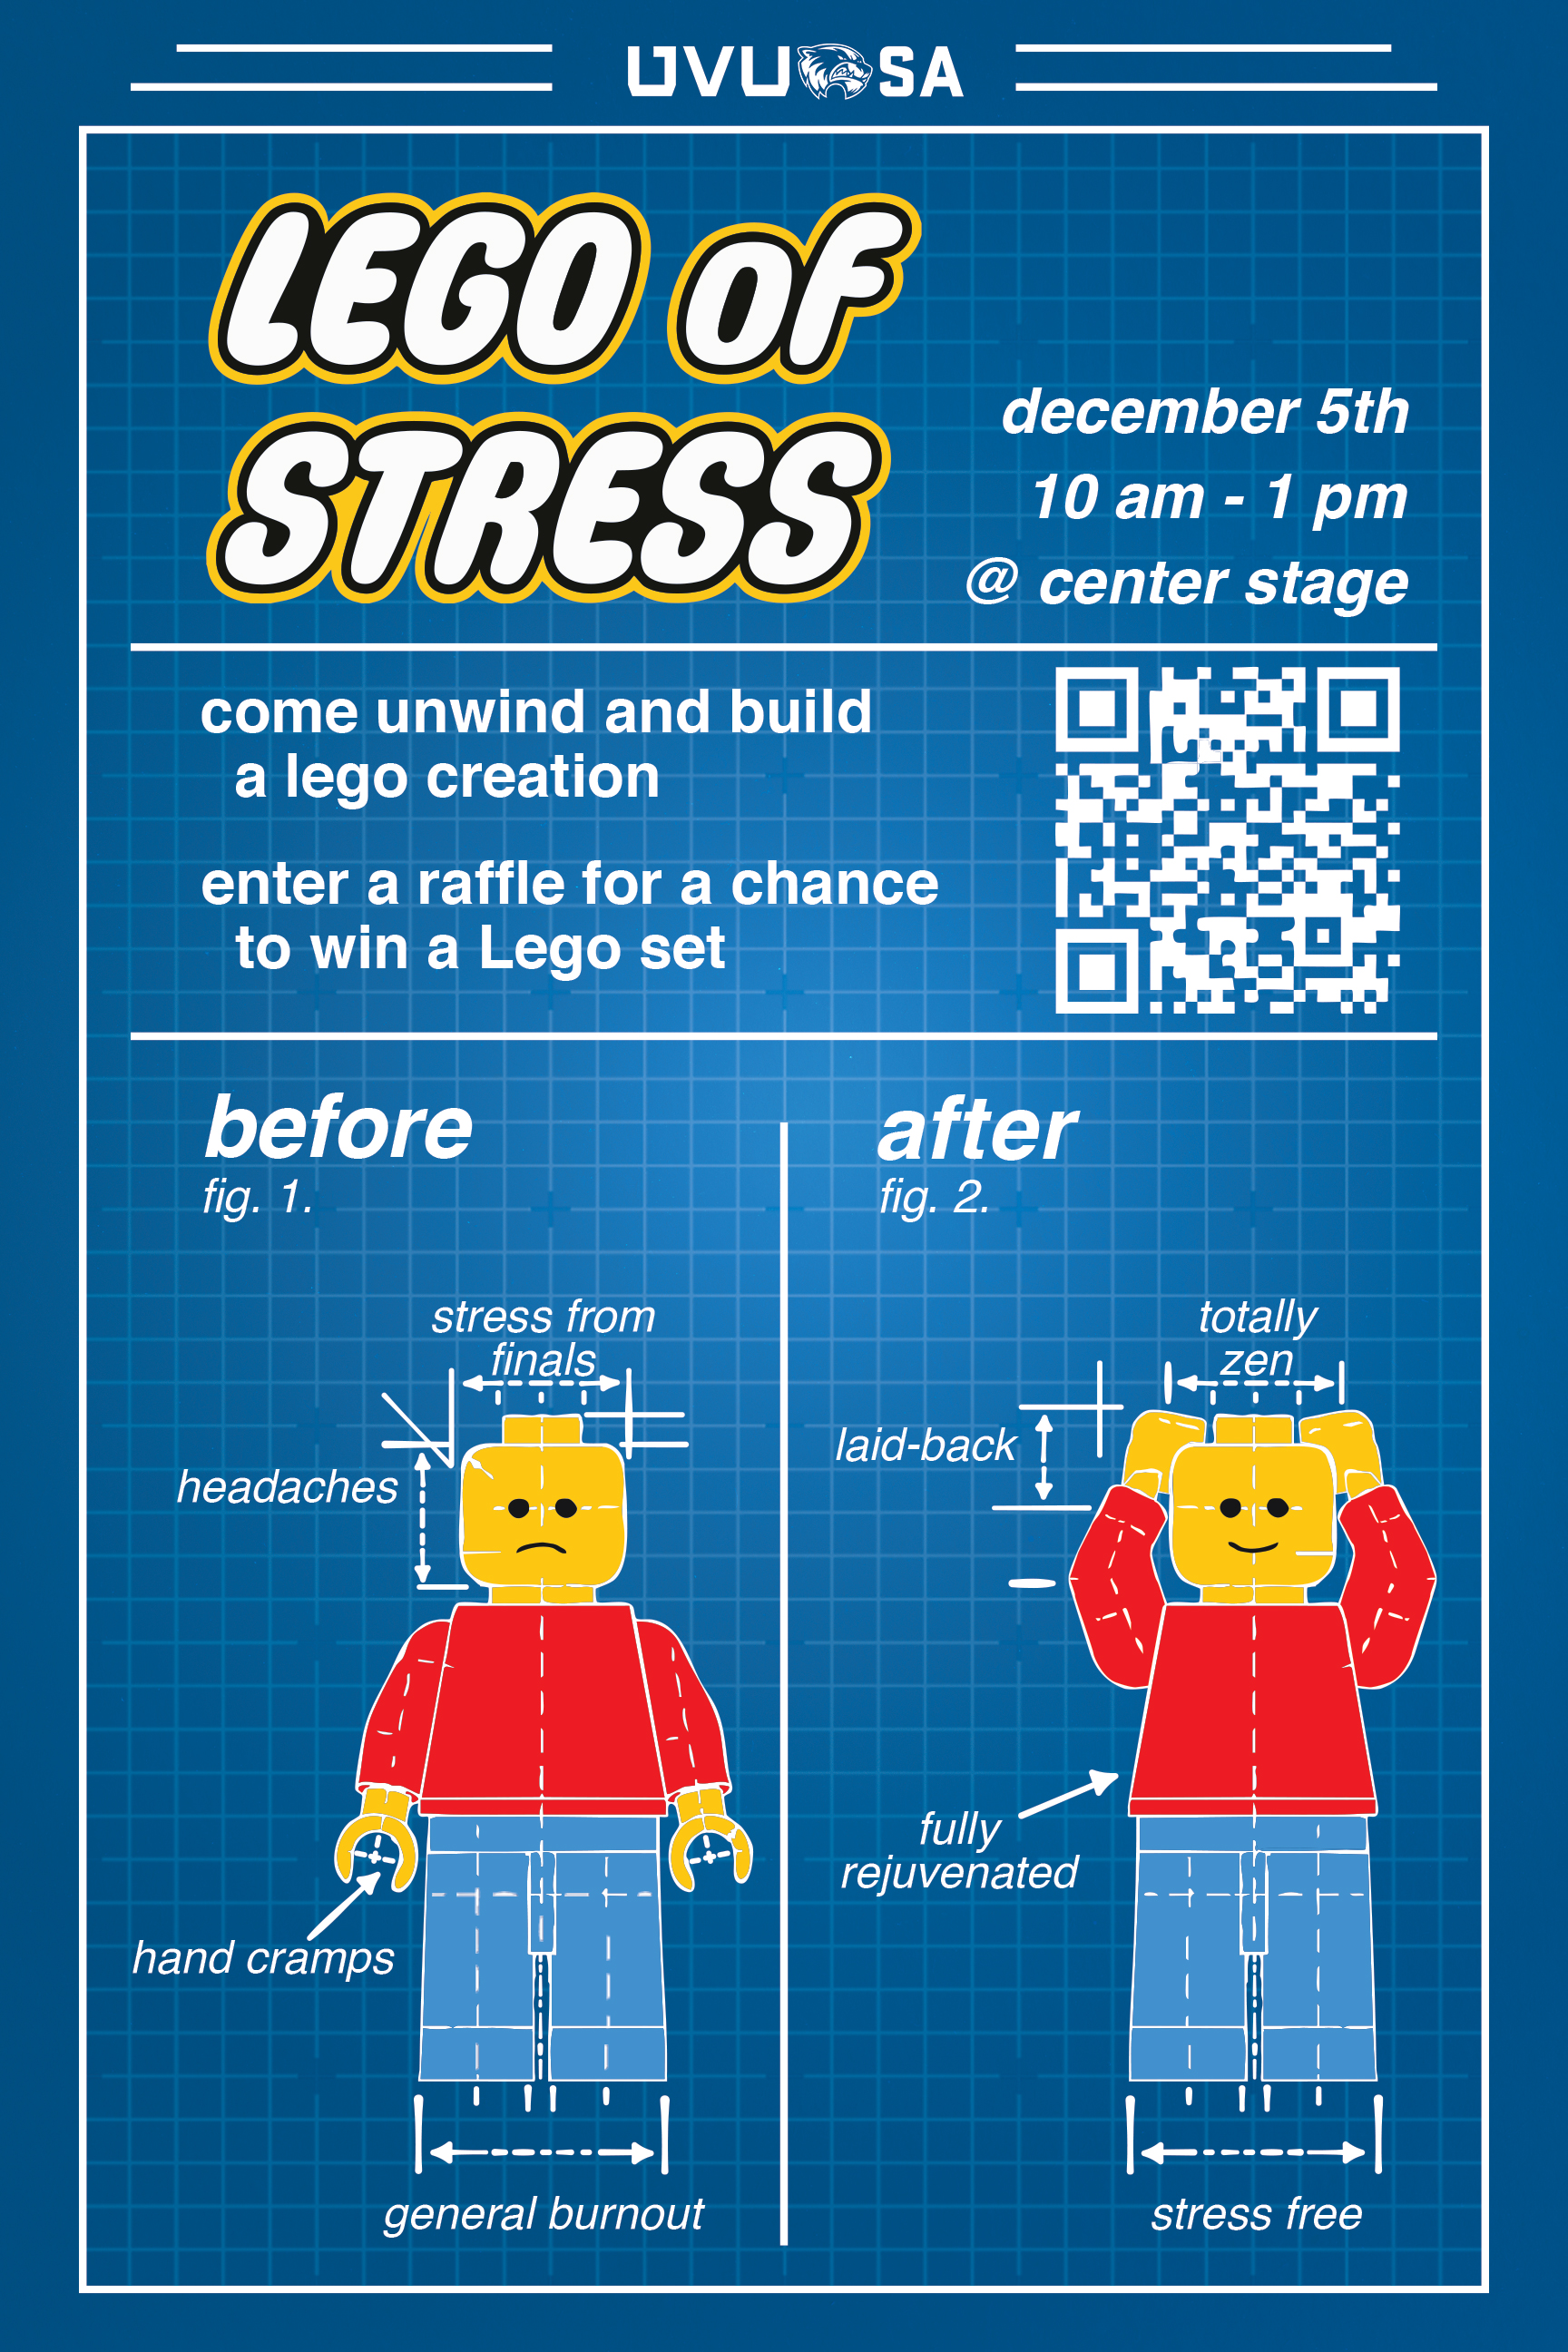 UVU SA
LEGO of
STRESS
december 5th
10 am - 1 pm
@ center stage
come unwind and build
a lego creation
enter a raffle for a chance
to win a Lego set
before
fig. 1.
stress from
finals
headaches
hand cramps
general burnout
after
fig. 2.
totally
zen
laid-back
fully
rejuvenated
stress free